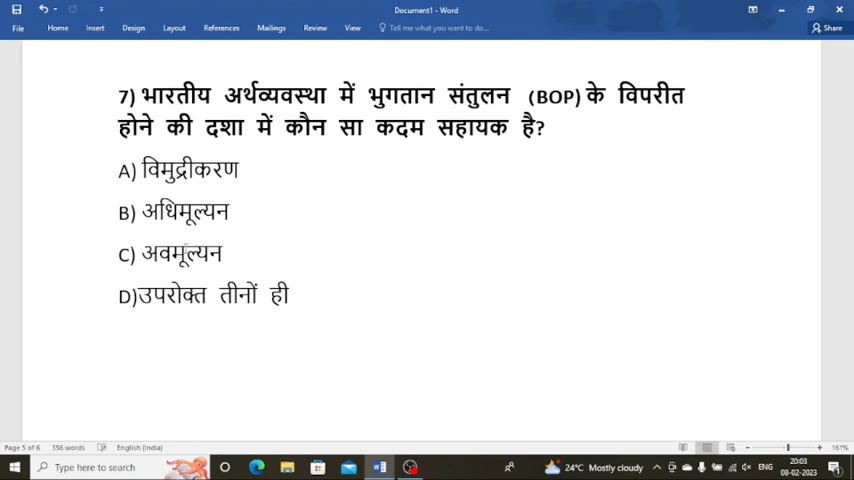 Document1 - Word
File Home Insert Design Layout References Mailings Review View Tell me what you want to do... Share
7) भारतीय अर्थव्यवस्था में भुगतान संतुलन (BOP) के विपरीत
होने की दशा में कौन सा कदम सहायक है?
A) विमुद्रीकरण
B) अधिमूल्यन
C) अवमूल्यन
D)उपरोक्त तीनों ही
Page 5 of 6 356 words English (India) 161%
Type here to search 24°C Mostly cloudy ENG 20:03
08-02-2023